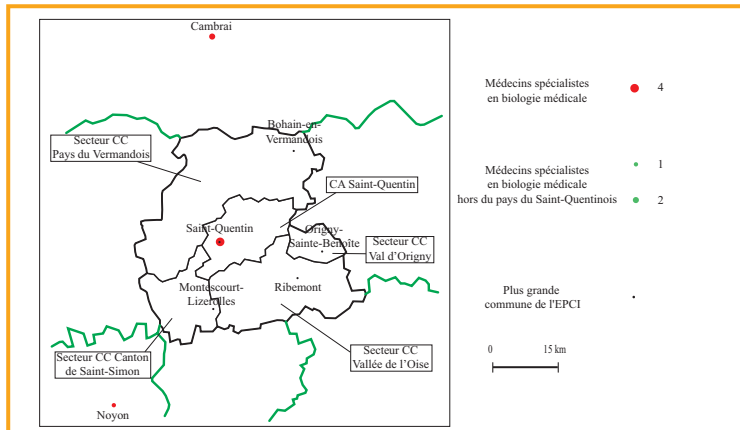 Cambrai
Bohain-en-
Vermandois
Secteur CC
Pays du Vermandois
CA Saint-Quentin
Saint-Quentin
Origny-
Sainte-Benoîte
Secteur CC
Val d'Origny
Montescourt-
Lizerolles
Ribemont
Secteur CC Canton
de Saint-Simon
Secteur CC
Vallée de l'Oise
Noyon
Médecins spécialistes
en biologie médicale
4
Médecins spécialistes
en biologie médicale
hors du pays du Saint-Quentinois
1
2
Plus grande
commune de l'EPCI
0 15 km